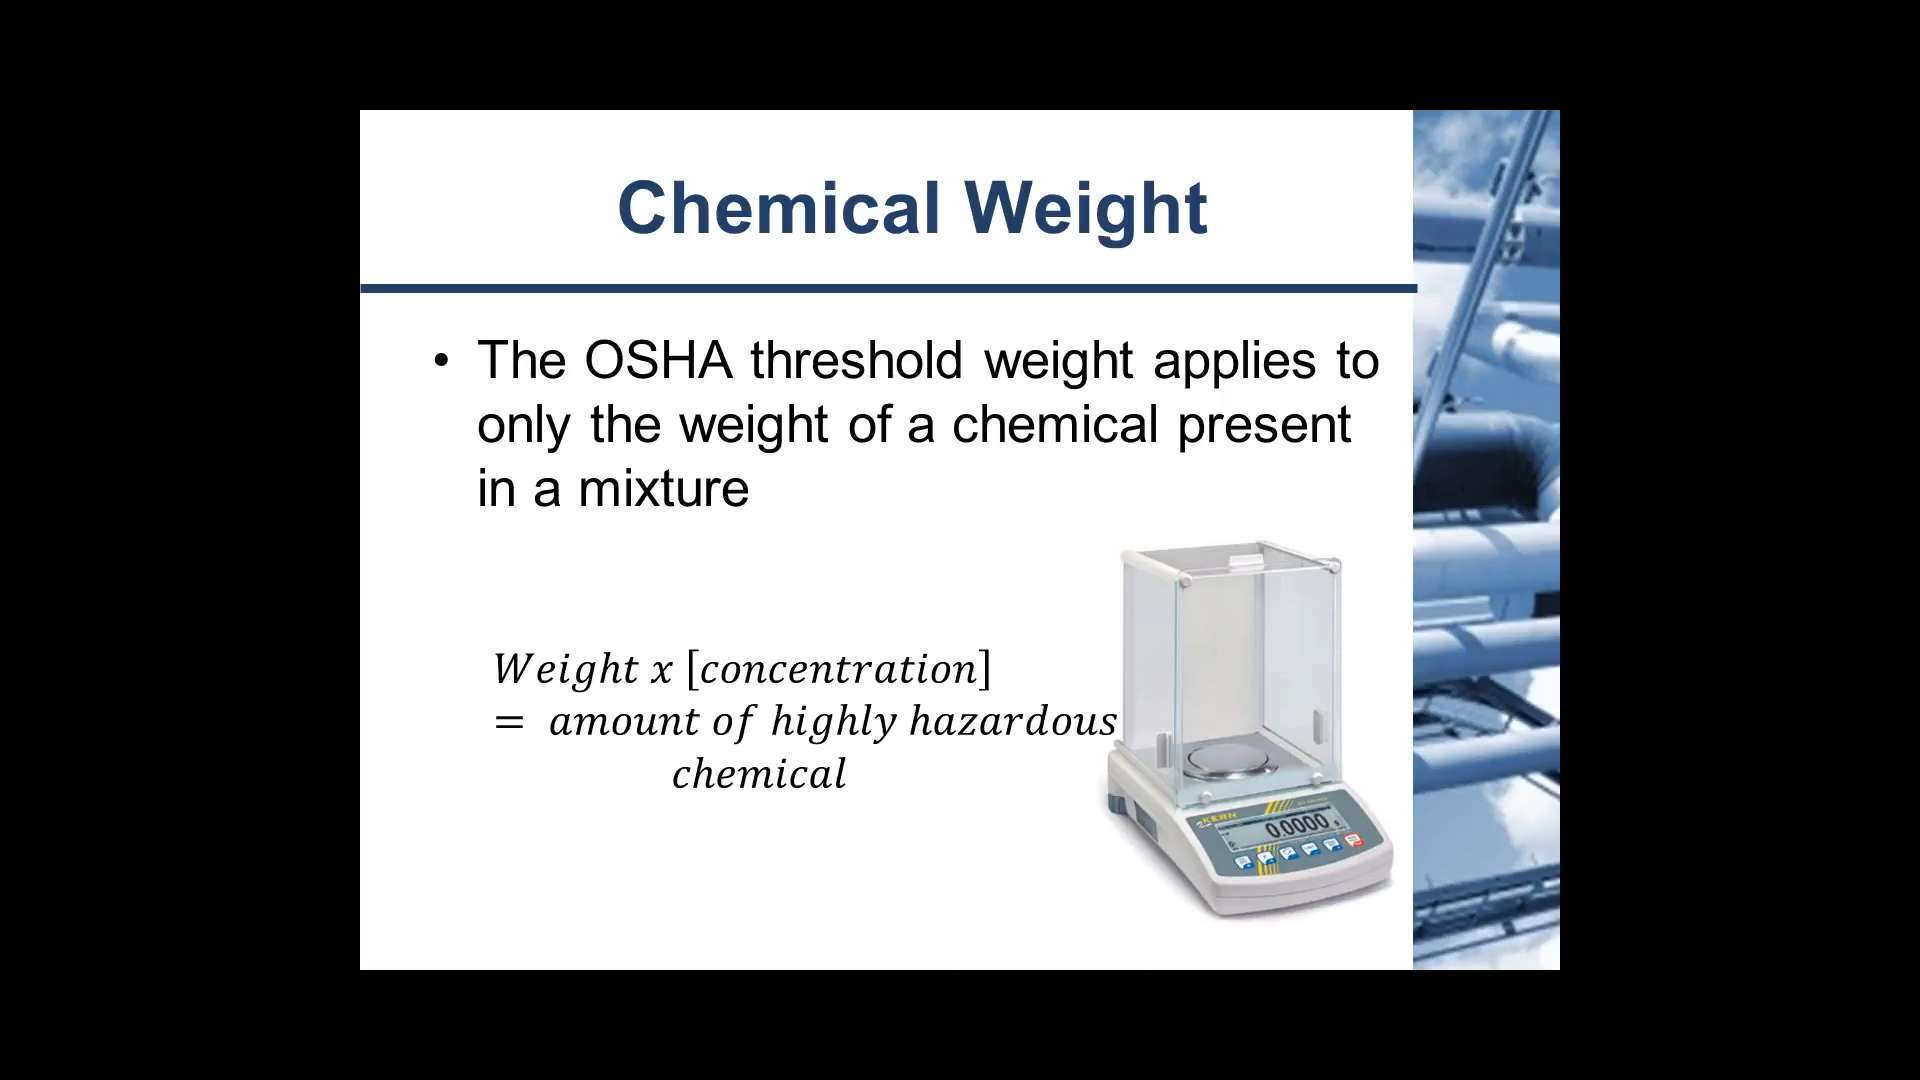 Chemical Weight
• The OSHA threshold weight applies to
only the weight of a chemical present
in a mixture
Weight x [concentration]
= amount of highly hazardous
chemical
KERN
0.0000